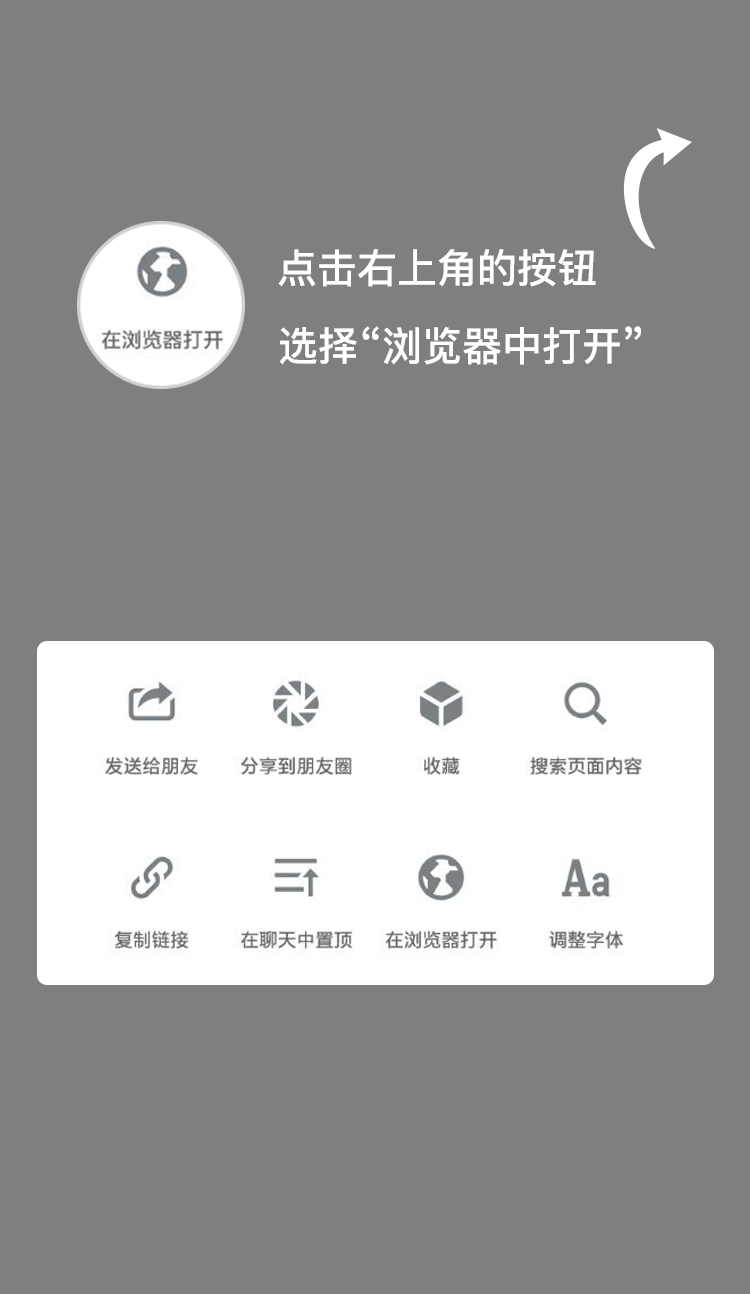 在浏览器打开
点击右上角的按钮
选择“浏览器中打开”
发送给朋友 分享到朋友圈 收藏 搜索页面内容
Aa
复制链接 在聊天中置顶 在浏览器打开 调整字体